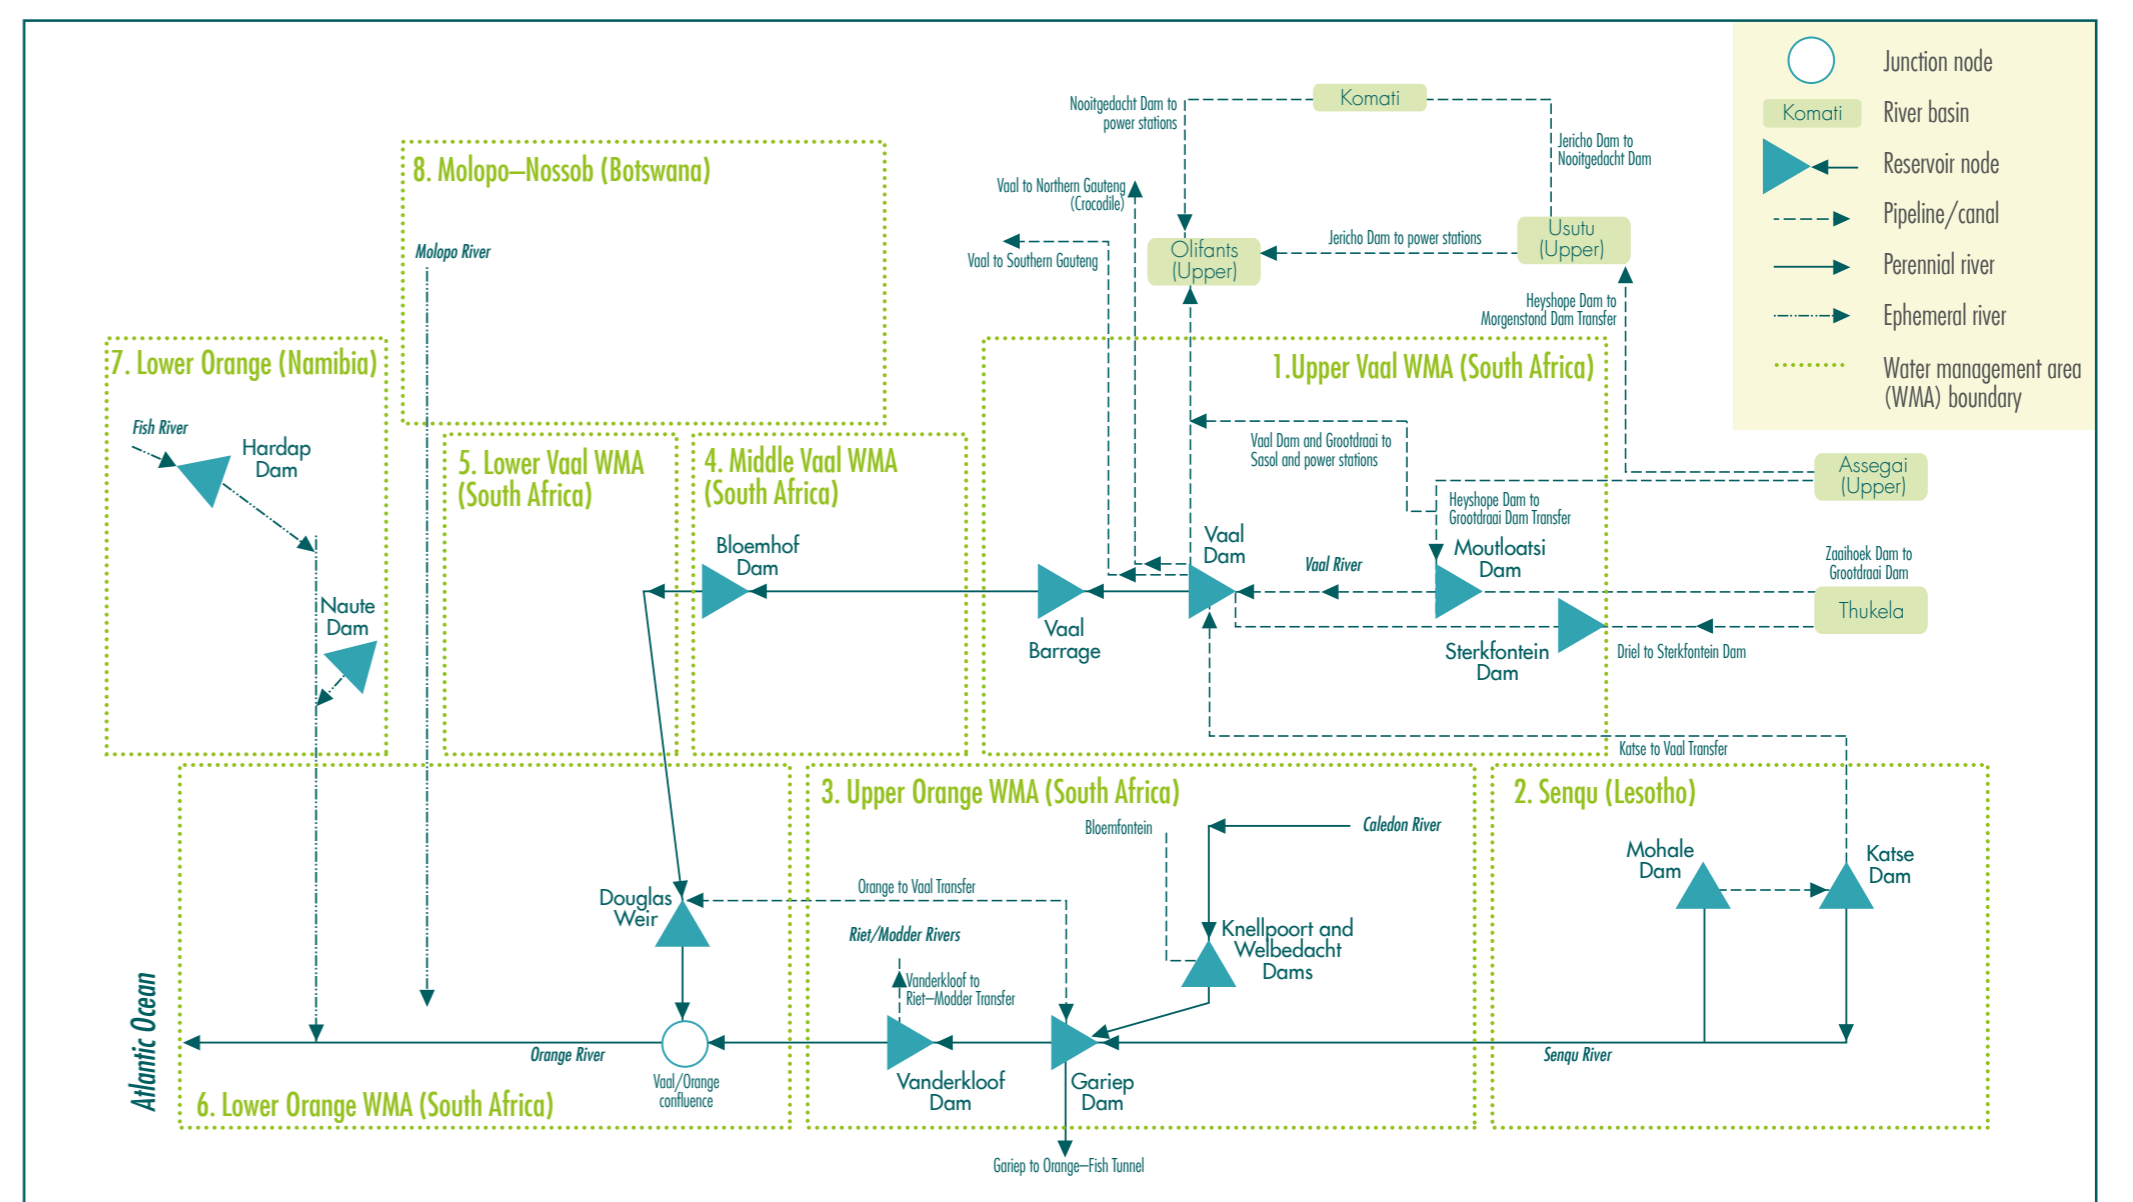 Junction node
Komati
River basin
Reservoir node
Pipeline/canal
Perennial river
Ephemeral river
Water management area
(WMA) boundary
Nooitgedacht Dam to
power stations
Komati
Jericho Dam to
Nooitgedacht Dam
8. Molopo–Nossob (Botswana)
Molopo River
Vaal to Northern Gauteng
(Crocodile)
Vaal to Southern Gauteng
Olifants
(Upper)
Jericho Dam to power stations
Usutu
(Upper)
Heyshope Dam to
Morgenstond Dam Transfer
7. Lower Orange (Namibia)
Fish River
Hardap
Dam
Naute
Dam
5. Lower Vaal WMA
(South Africa)
4. Middle Vaal WMA
(South Africa)
Bloemhof
Dam
1.Upper Vaal WMA (South Africa)
Vaal Dam and Grootdraai to
Sasol and power stations
Heyshope Dam to
Grootdraai Dam Transfer
Assegai
(Upper)
Vaal
Dam
Vaal River
Moutloatsi
Dam
Zaaihoek Dam to
Grootdraai Dam
Thukela
Vaal
Barrage
Sterkfontein
Dam
Driel to Sterkfontein Dam
Katse to Vaal Transfer
3. Upper Orange WMA (South Africa)
2. Senqu (Lesotho)
Bloemfontein
Caledon River
Mohale
Dam
Katse
Dam
Douglas
Weir
Orange to Vaal Transfer
Riet/Modder Rivers
Knellpoort and
Welbedacht
Dams
Vanderkloof to
Riet–Modder Transfer
Atlantic Ocean
Orange River
Senqu River
Vaal/Orange
confluence
Vanderkloof
Dam
Gariep
Dam
6. Lower Orange WMA (South Africa)
Gariep to Orange–Fish Tunnel